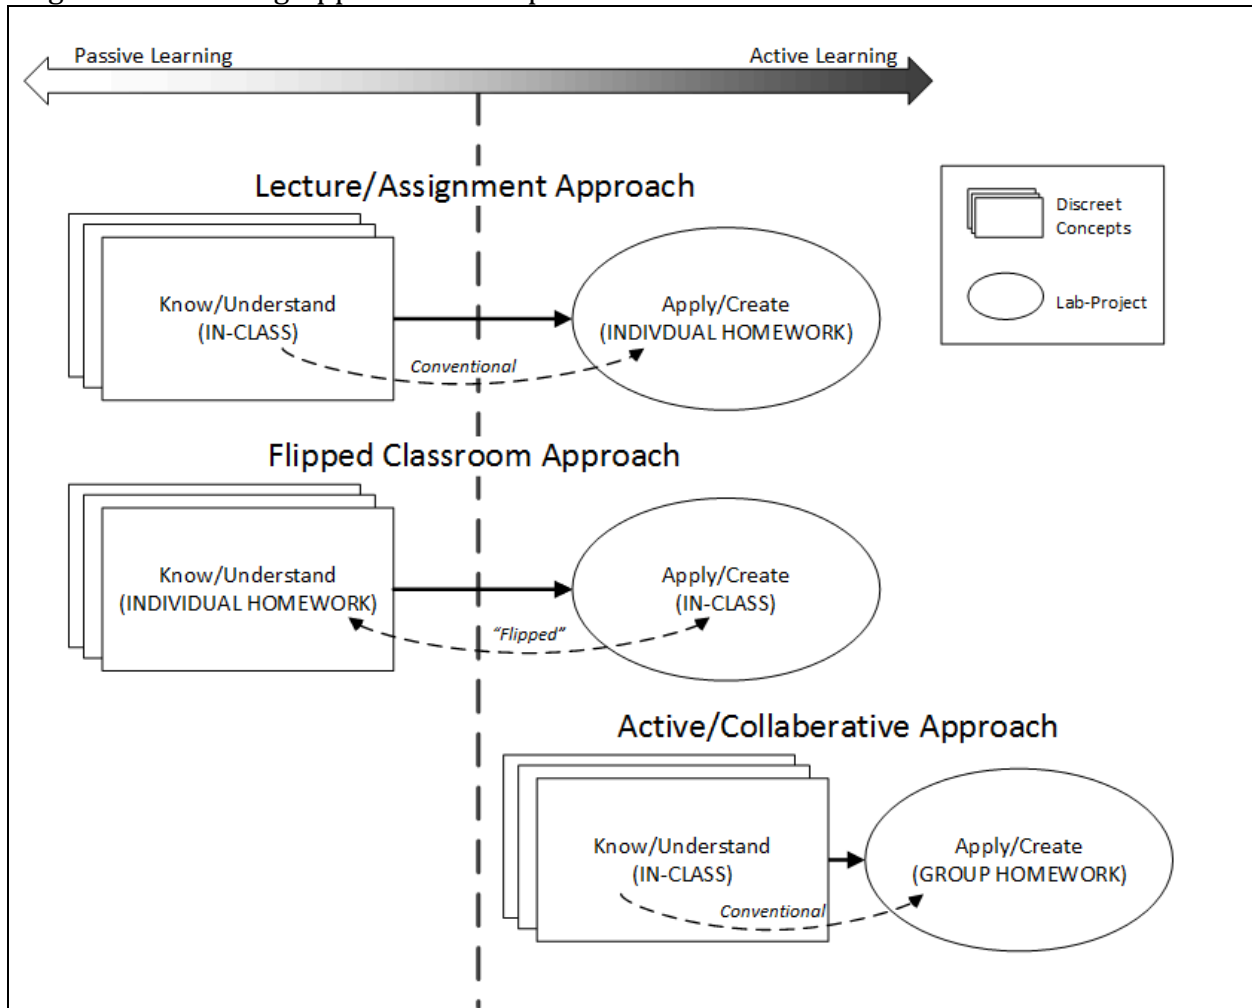 Passive Learning
Active Learning
Lecture/Assignment Approach
Know/Understand
(IN-CLASS)
Apply/Create
(INDIVDUAL HOMEWORK)
Conventional
Discreet
Concepts
Lab-Project
Flipped Classroom Approach
Know/Understand
(INDIVIDUAL HOMEWORK)
Apply/Create
(IN-CLASS)
"Flipped"
Active/Collaberative Approach
Know/Understand
(IN-CLASS)
Apply/Create
(GROUP HOMEWORK)
Conventional